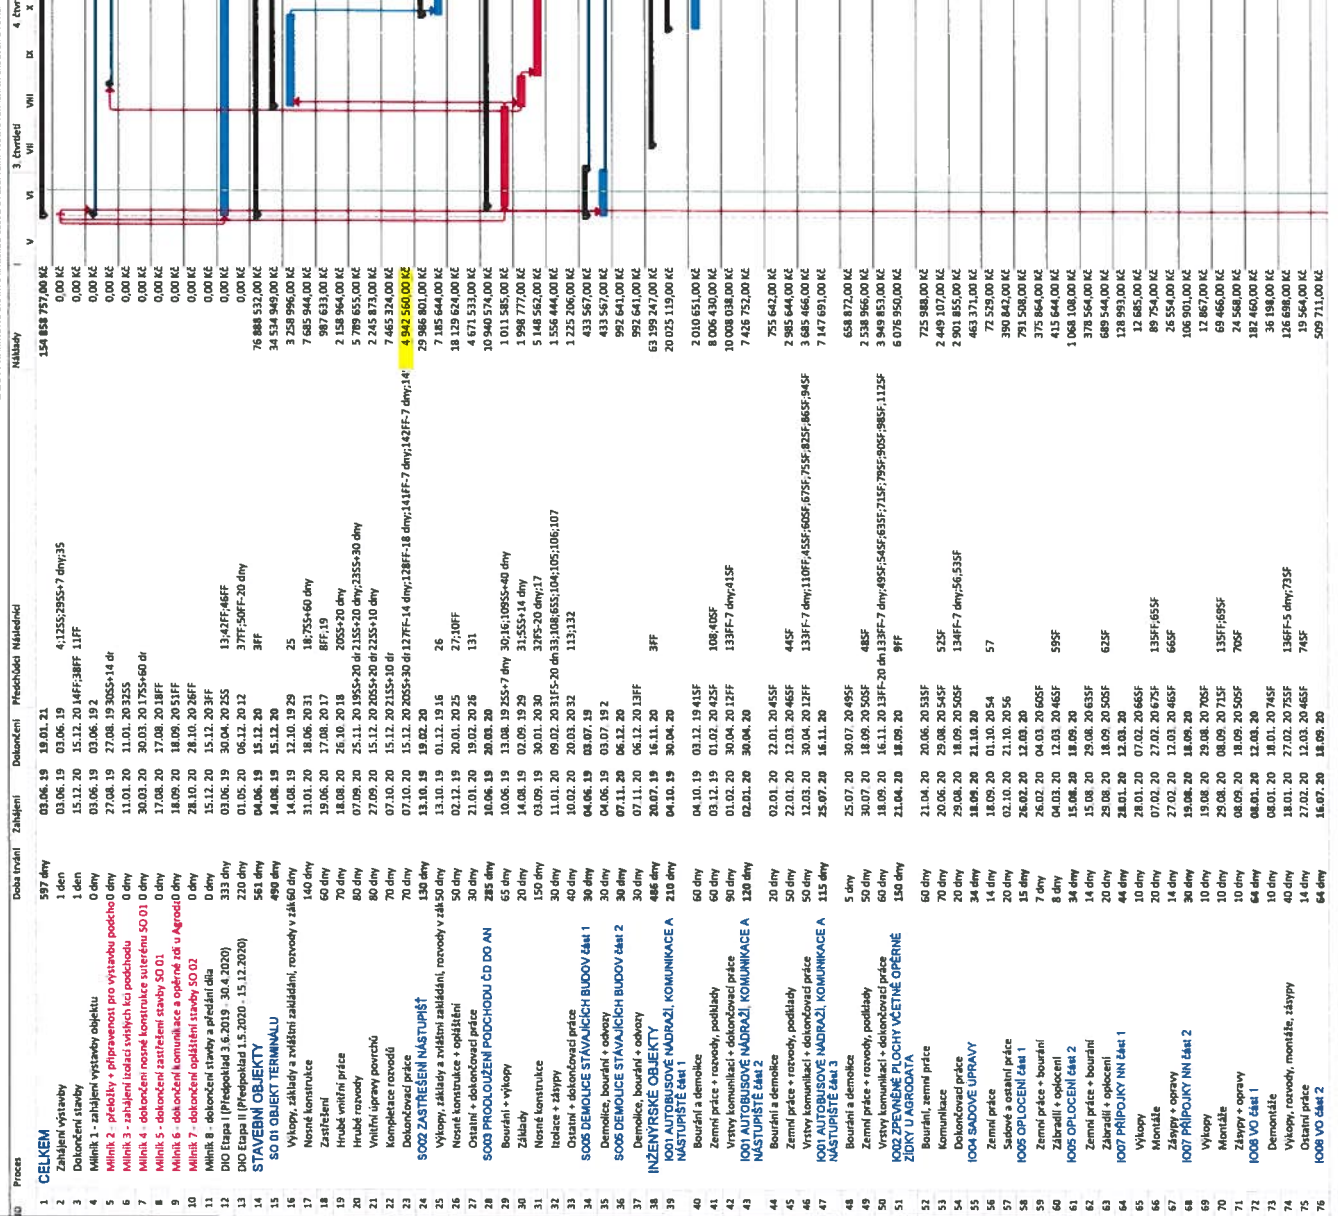 Proces Doba trvání Zahájení Dokončení Předchůdci Následníci Náklady
3. čtvrtletí 4. čtvr
V VI VII VIII IX X
1 CELKEM 597 dny 03.06.19 19.01.21 154 858 757,00 Kč
2 Zahájení výstavby 1 den 03.06.19 03.06.19 4;12SS;29SS+7 dny;35 0,00 Kč
3 Dokončení stavby 1 den 15.12.20 15.12.20 14FF;38FF 11FF 0,00 Kč
4 Milník 1 - zahájení výstavby objektu 0 dny 03.06.19 03.06.19 2 0,00 Kč
5 Milník 2 - přeložky + připravenost pro výstavbu podcho 0 dny 27.08.19 27.08.19 30SS+14 dr 0,00 Kč
6 Milník 3 - zahájení izolací svislých kcí podchodu 0 dny 11.01.20 11.01.20 32SS 0,00 Kč
7 Milník 4 - dokončení nosné konstrukce suterénu SO 01 0 dny 30.03.20 30.03.20 17SS+60 dr 0,00 Kč
8 Milník 5 - dokončení zastřešení stavby SO 01 0 dny 17.08.20 17.08.20 18FF 0,00 Kč
9 Milník 6 - dokončení komunikace a opěrné zdi u Agroda 0 dny 18.09.20 18.09.20 51FF 0,00 Kč
10 Milník 7 - dokončení opláštění stavby SO 02 0 dny 28.10.20 28.10.20 26FF 0,00 Kč
11 Milník 8 - dokončení stavby a předání díla 0 dny 15.12.20 15.12.20 3FF 0,00 Kč
12 DIO Etapa I (Předpoklad 3.6.2019 - 30.4.2020) 333 dny 03.06.19 30.04.20 2SS 13;42FF;46FF 0,00 Kč
13 DIO Etapa II (Předpoklad 1.5.2020 - 15.12.2020) 220 dny 01.05.20 06.12.20 12 37FF;50FF-20 dny 0,00 Kč
14 STAVEBNÍ OBJEKTY 561 dny 04.06.19 15.12.20 3FF 76 888 532,00 Kč
15 SO 01 OBJEKT TERMINÁLU 490 dny 14.08.19 15.12.20 34 534 949,00 Kč
16 Výkopy, základy a zvláštní zakládání, rozvody v zák 60 dny 14.08.19 12.10.19 29 25 3 258 996,00 Kč
17 Nosné konstrukce 140 dny 31.01.20 18.06.20 31 18;7SS+60 dny 7 685 944,00 Kč
18 Zastřešení 60 dny 19.06.20 17.08.20 17 8FF;19 987 633,00 Kč
19 Hrubé vnitřní práce 70 dny 18.08.20 26.10.20 18 20SS+20 dny 2 158 964,00 Kč
20 Hrubé rozvody 80 dny 07.09.20 25.11.20 19SS+20 dr 21SS+20 dny;23SS+30 dny 5 789 655,00 Kč
21 Vnitřní úpravy povrchů 80 dny 27.09.20 15.12.20 20SS+20 dr 22SS+10 dny 2 245 873,00 Kč
22 Kompletace rozvodů 70 dny 07.10.20 15.12.20 21SS+10 dr 7 465 324,00 Kč
23 Dokončovací práce 70 dny 07.10.20 15.12.20 20SS+30 dr 127FF-14 dny;128FF-18 dny;141FF-7 dny;142FF-7 dny;14 4 942 560,00 Kč
24 SO02 ZASTŘEŠENÍ NÁSTUPIŠŤ 130 dny 13.10.19 19.02.20 29 986 801,00 Kč
25 Výkopy, základy a zvláštní zakládání, rozvody v zák 50 dny 13.10.19 01.12.19 16 26 7 185 644,00 Kč
26 Nosné konstrukce + opláštění 50 dny 02.12.19 20.01.20 25 27;10FF 18 129 624,00 Kč
27 Ostatní + dokončovací práce 30 dny 21.01.20 19.02.20 26 131 4 671 533,00 Kč
28 SO03 PRODLOUŽENÍ PODCHODU ČD DO AN 285 dny 10.06.19 20.03.20 10 940 574,00 Kč
29 Bourání + výkopy 65 dny 10.06.19 13.08.19 2SS+7 dny 30;16;109SS+40 dny 1 011 585,00 Kč
30 Základy 20 dny 14.08.19 02.09.19 29 31;5SS+14 dny 1 998 777,00 Kč
31 Nosné konstrukce 150 dny 03.09.19 30.01.20 30 32FS-20 dny;17 5 148 562,00 Kč
32 Izolace + zásypy 30 dny 11.01.20 09.02.20 31FS-20 dn 33;108;6SS;104;105;106;107 1 556 444,00 Kč
33 Ostatní + dokončovací práce 40 dny 10.02.20 20.03.20 32 113;132 1 225 206,00 Kč
34 SO05 DEMOLICE STÁVAJÍCÍCH BUDOV část 1 30 dny 04.06.19 03.07.19 433 567,00 Kč
35 Demolice, bourání + odvozy 30 dny 04.06.19 03.07.19 2 433 567,00 Kč
36 SO05 DEMOLICE STÁVAJÍCÍCH BUDOV část 2 30 dny 07.11.20 06.12.20 992 641,00 Kč
37 Demolice, bourání + odvozy 30 dny 07.11.20 06.12.20 13FF 992 641,00 Kč
38 INŽENÝRSKÉ OBJEKTY 486 dny 20.07.19 16.11.20 3FF 63 199 247,00 Kč
39 IO01 AUTOBUSOVÉ NÁDRAŽÍ, KOMUNIKACE A NÁSTUPIŠTĚ část 1 210 dny 04.10.19 30.04.20 20 025 119,00 Kč
40 Bourání a demolice 60 dny 04.10.19 03.12.19 41SF 2 010 651,00 Kč
41 Zemní práce + rozvody, podklady 60 dny 03.12.19 01.02.20 42SF 108;40SF 8 006 430,00 Kč
42 Vrstvy komunikací + dokončovací práce 90 dny 01.02.20 30.04.20 12FF 133FF-7 dny;41SF 10 008 038,00 Kč
43 IO01 AUTOBUSOVÉ NÁDRAŽÍ, KOMUNIKACE A NÁSTUPIŠTĚ část 2 120 dny 02.01.20 30.04.20 7 426 752,00 Kč
44 Bourání a demolice 20 dny 02.01.20 22.01.20 45SF 755 642,00 Kč
45 Zemní práce + rozvody, podklady 50 dny 22.01.20 12.03.20 46SF 44SF 2 985 644,00 Kč
46 Vrstvy komunikací + dokončovací práce 50 dny 12.03.20 30.04.20 12FF 133FF-7 dny;110FF;45SF;60SF;67SF;75SF;82SF;86SF;94SF 3 685 466,00 Kč
47 IO01 AUTOBUSOVÉ NÁDRAŽÍ, KOMUNIKACE A NÁSTUPIŠTĚ část 3 115 dny 25.07.20 16.11.20 7 147 691,00 Kč
48 Bourání a demolice 5 dny 25.07.20 30.07.20 49SF 658 872,00 Kč
49 Zemní práce + rozvody, podklady 50 dny 30.07.20 18.09.20 50SF 48SF 2 538 966,00 Kč
50 Vrstvy komunikací + dokončovací práce 60 dny 18.09.20 16.11.20 13FF-20 dn 133FF-7 dny;49SF;54SF;63SF;71SF;79SF;90SF;98SF;112SF 3 949 853,00 Kč
51 IO02 ZPEVNĚNÉ PLOCHY VČETNĚ OPĚRNÉ ZÍDKY U AGRODATA 150 dny 21.04.20 18.09.20 9FF 6 076 950,00 Kč
52 Bourání, zemní práce 60 dny 21.04.20 20.06.20 53SF 725 988,00 Kč
53 Komunikace 70 dny 20.06.20 29.08.20 54SF 52SF 2 449 107,00 Kč
54 Dokončovací práce 20 dny 29.08.20 18.09.20 50SF 134FF-7 dny;56;53SF 2 901 855,00 Kč
55 IO04 SADOVÉ ÚPRAVY 34 dny 18.09.20 21.10.20 463 371,00 Kč
56 Zemní práce 14 dny 18.09.20 01.10.20 54 57 72 529,00 Kč
57 Sadové a ostatní práce 20 dny 02.10.20 21.10.20 56 390 842,00 Kč
58 IO05 OPLOCENÍ část 1 15 dny 26.02.20 12.03.20 791 508,00 Kč
59 Zemní práce + bourání 7 dny 26.02.20 04.03.20 60SF 375 864,00 Kč
60 Zábradlí + oplocení 8 dny 04.03.20 12.03.20 46SF 59SF 415 644,00 Kč
61 IO05 OPLOCENÍ část 2 34 dny 15.08.20 18.09.20 1 068 108,00 Kč
62 Zemní práce + bourání 14 dny 15.08.20 29.08.20 63SF 378 564,00 Kč
63 Zábradlí + oplocení 20 dny 29.08.20 18.09.20 50SF 62SF 689 544,00 Kč
64 IO07 PŘÍPOJKY NN část 1 44 dny 28.01.20 12.03.20 128 993,00 Kč
65 Výkopy 10 dny 28.01.20 07.02.20 66SF 12 685,00 Kč
66 Montáže 20 dny 07.02.20 27.02.20 67SF 135FF;65SF 89 754,00 Kč
67 Zásypy + opravy 14 dny 27.02.20 12.03.20 46SF 66SF 26 554,00 Kč
68 IO07 PŘÍPOJKY NN část 2 30 dny 19.08.20 18.09.20 106 901,00 Kč
69 Výkopy 10 dny 19.08.20 29.08.20 70SF 12 867,00 Kč
70 Montáže 10 dny 29.08.20 08.09.20 71SF 135FF;69SF 69 466,00 Kč
71 Zásypy + opravy 10 dny 08.09.20 18.09.20 50SF 70SF 24 568,00 Kč
72 IO08 VO část 1 64 dny 08.01.20 12.03.20 182 460,00 Kč
73 Demontáže 10 dny 08.01.20 18.01.20 74SF 36 198,00 Kč
74 Výkopy, rozvody, montáže, zásypy 40 dny 18.01.20 27.02.20 75SF 136FF-5 dny;73SF 126 698,00 Kč
75 Ostatní práce 14 dny 27.02.20 12.03.20 46SF 74SF 19 564,00 Kč
76 IO08 VO část 2 64 dny 16.07.20 18.09.20 509 711,00 Kč